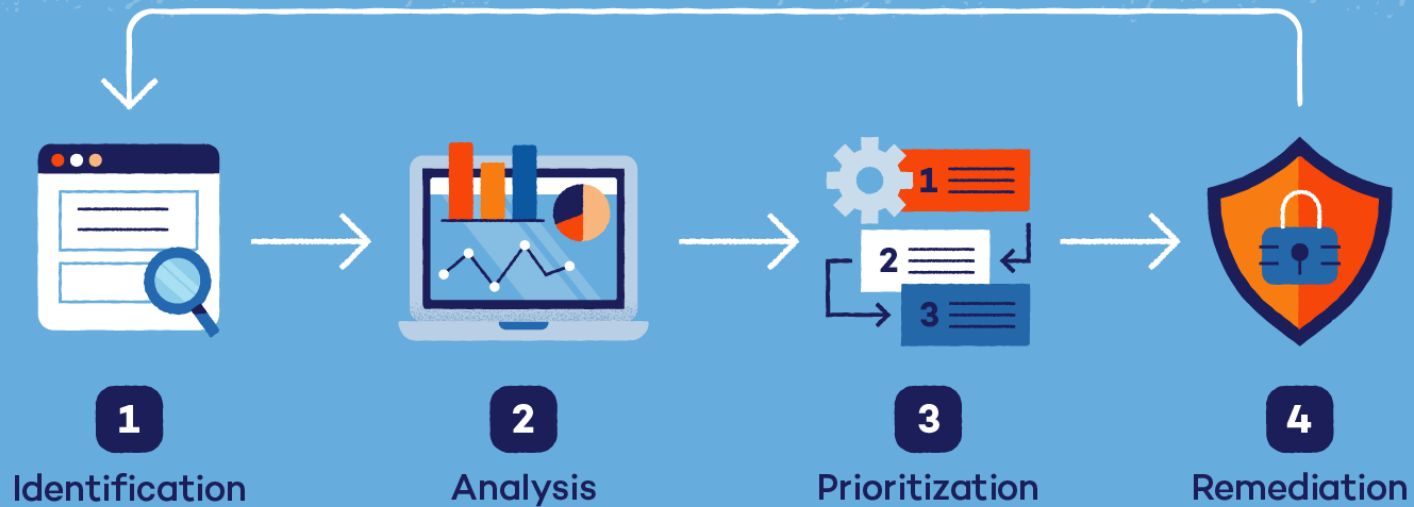 1
2
3
1
2
3
4
Identification
Analysis
Prioritization
Remediation